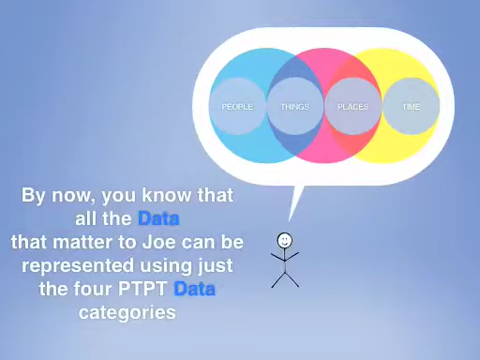 PEOPLE THINGS PLACES TIME
By now, you know that
all the Data
that matter to Joe can be
represented using just
the four PTPT Data
categories